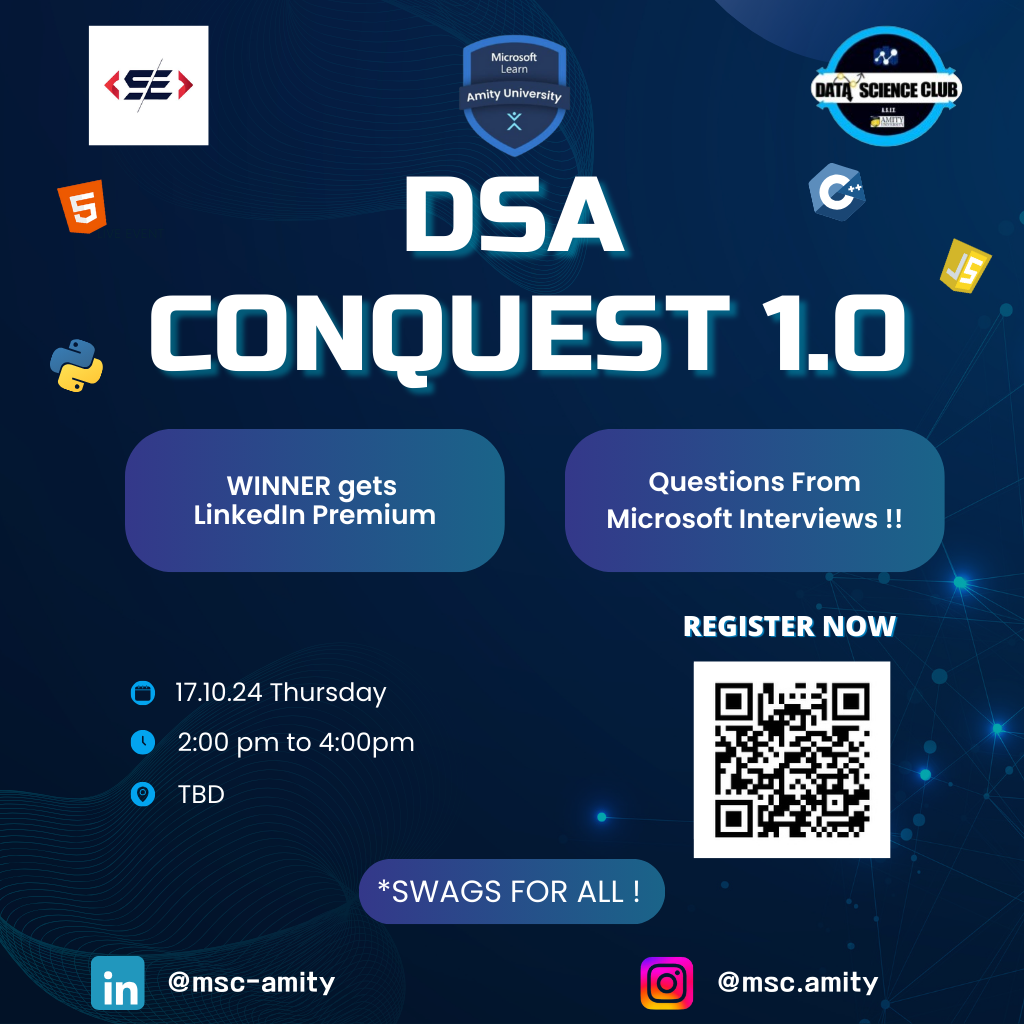 SE
Microsoft
Learn
Amity University
DATA SCIENCE CLUB
A.S.E.T.
AMITY
UNIVERSITY
5
C++
JS
DSA
CONQUEST 1.0
WINNER gets
LinkedIn Premium
Questions From
Microsoft Interviews !!
REGISTER NOW
17.10.24 Thursday
2:00 pm to 4:00pm
TBD
*SWAGS FOR ALL !
in
@msc-amity
@msc.amity